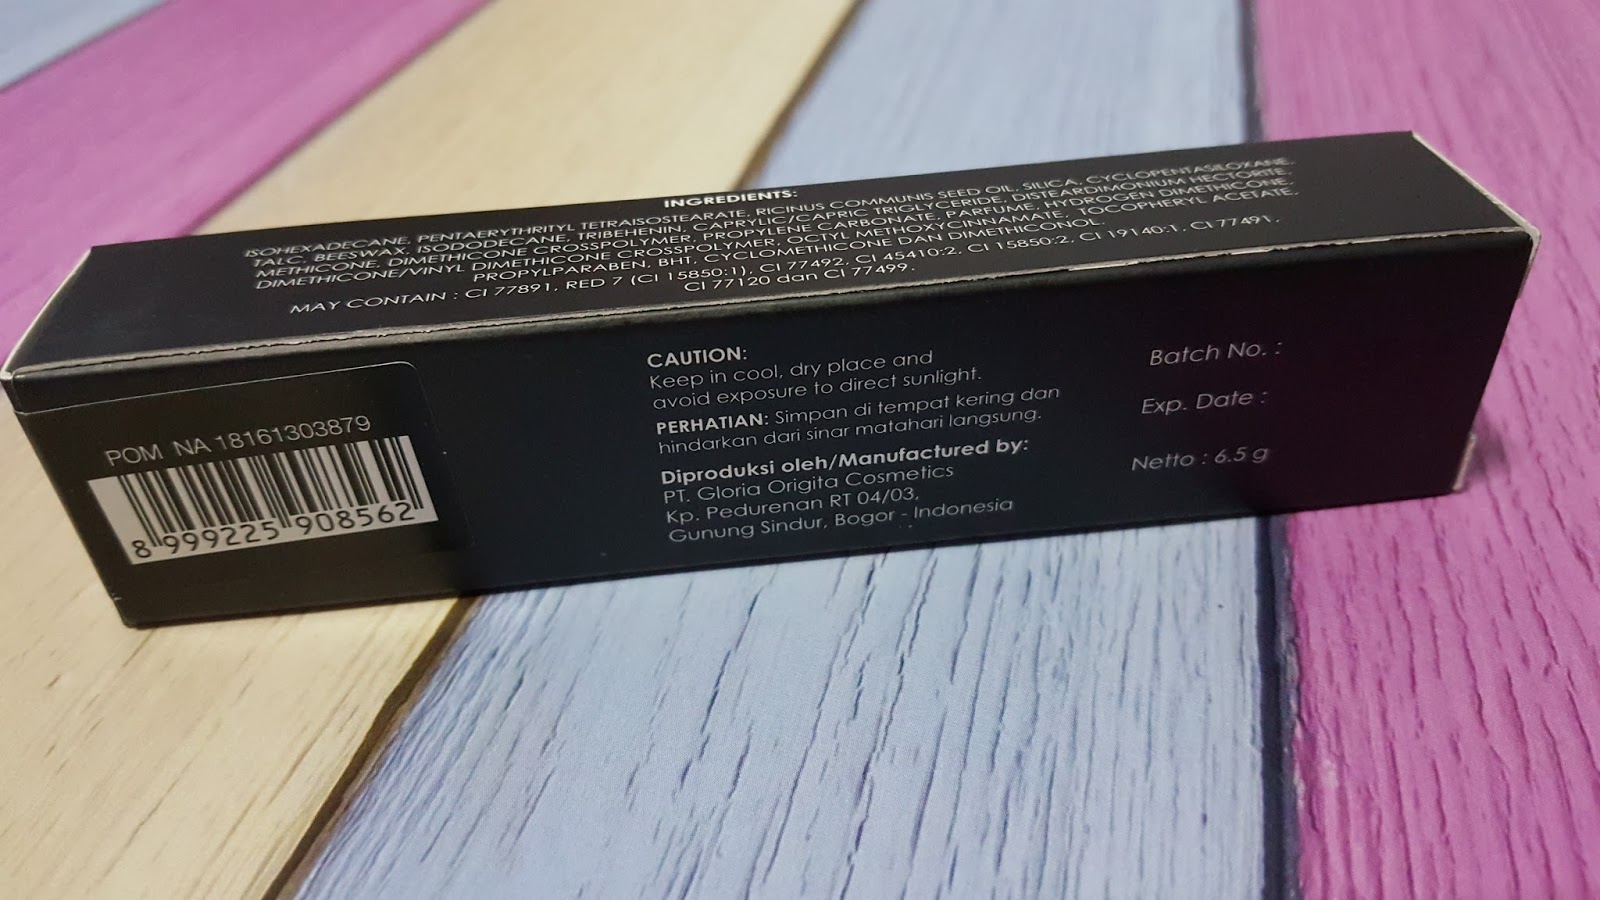 INGREDIENTS:
ISOHEXADECANE, PENTAERYTHRITYL TETRAISOSTEARATE, RICINUS COMMUNIS SEED OIL, SILICA, CYCLOPENTASILOXANE,
TALC, BEESWAX, ISODODECANE, TRIBEHENIN, CAPRYLIC/CAPRIC TRIGLYCERIDE, DISTEARDIMONIUM HECTORITE,
METHICONE, DIMETHICONE CROSSPOLYMER, PROPYLENE CARBONATE, PARFUME, HYDROGEN DIMETHICONE,
DIMETHICONE/VINYL DIMETHICONE CROSSPOLYMER, OCTYL METHOXYCINNAMATE, TOCOPHERYL ACETATE,
PROPYLPARABEN, BHT, CYCLOMETHICONE DAN DIMETHICONOL.
MAY CONTAIN : CI 77891, RED 7 (CI 15850:1), CI 77492, CI 45410:2, CI 15850:2, CI 19140:1, CI 77491,
CI 77120 dan CI 77499.
POM NA 18161303879
8 999225 908562
CAUTION:
Keep in cool, dry place and
avoid exposure to direct sunlight.
PERHATIAN: Simpan di tempat kering dan
hindarkan dari sinar matahari langsung.
Diproduksi oleh/Manufactured by:
PT. Gloria Origita Cosmetics
Kp. Pedurenan RT 04/03,
Gunung Sindur, Bogor - Indonesia
Batch No. :
Exp. Date :
Netto : 6.5 g